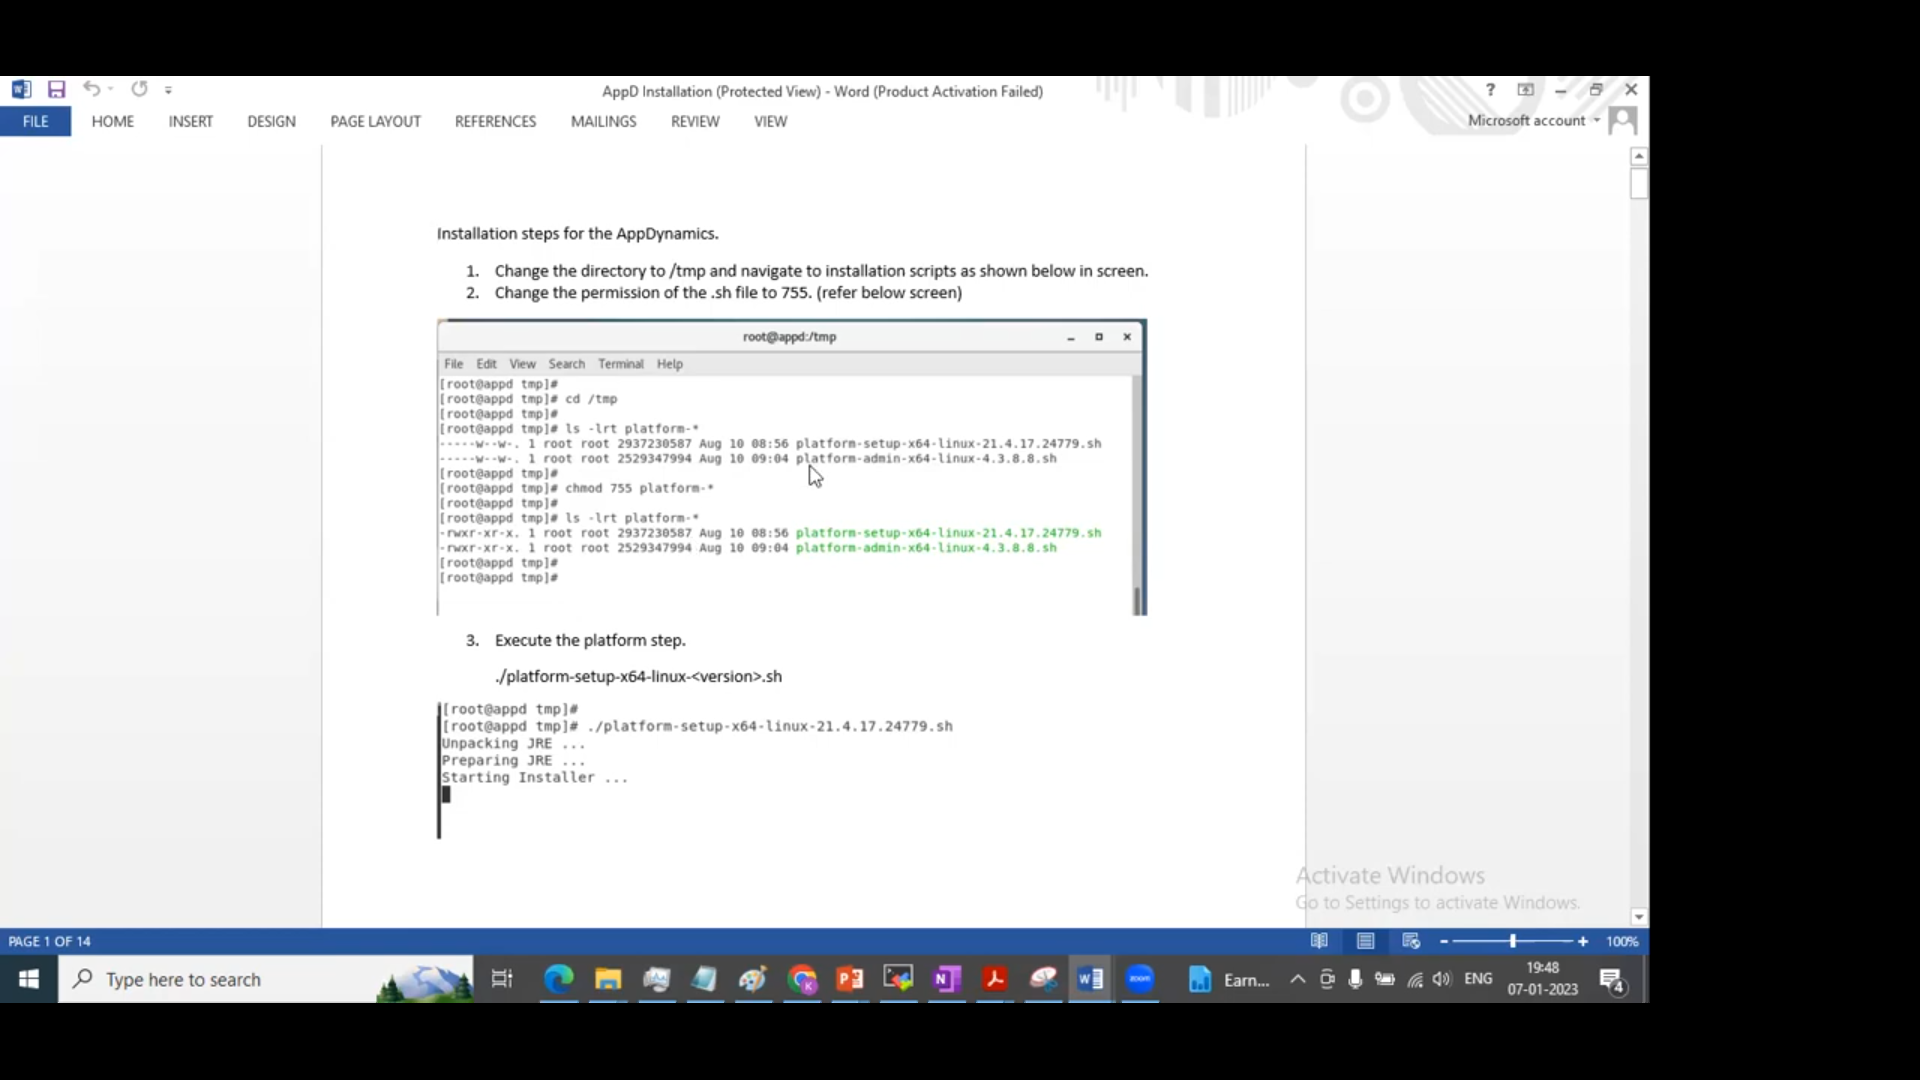 AppD Installation (Protected View) - Word (Product Activation Failed)
?
FILE HOME INSERT DESIGN PAGE LAYOUT REFERENCES MAILINGS REVIEW VIEW
Microsoft account
Installation steps for the AppDynamics.
1. Change the directory to /tmp and navigate to installation scripts as shown below in screen.
2. Change the permission of the .sh file to 755. (refer below screen)
root@appd:/tmp
File Edit View Search Terminal Help
[root@appd tmp]#
[root@appd tmp]# cd /tmp
[root@appd tmp]#
[root@appd tmp]# ls -lrt platform-*
-----w--w-. 1 root root 2937230587 Aug 10 08:56 platform-setup-x64-linux-21.4.17.24779.sh
-----w--w-. 1 root root 2529347994 Aug 10 09:04 platform-admin-x64-linux-4.3.8.8.sh
[root@appd tmp]#
[root@appd tmp]# chmod 755 platform-*
[root@appd tmp]#
[root@appd tmp]# ls -lrt platform-*
-rwxr-xr-x. 1 root root 2937230587 Aug 10 08:56 platform-setup-x64-linux-21.4.17.24779.sh
-rwxr-xr-x. 1 root root 2529347994 Aug 10 09:04 platform-admin-x64-linux-4.3.8.8.sh
[root@appd tmp]#
[root@appd tmp]#
3. Execute the platform step.
./platform-setup-x64-linux-<version>.sh
[root@appd tmp]#
[root@appd tmp]# ./platform-setup-x64-linux-21.4.17.24779.sh
Unpacking JRE ...
Preparing JRE ...
Starting Installer ...
Activate Windows
Go to Settings to activate Windows.
PAGE 1 OF 14
100%
Type here to search
zoom
Earn...
ENG
19:48
07-01-2023
4